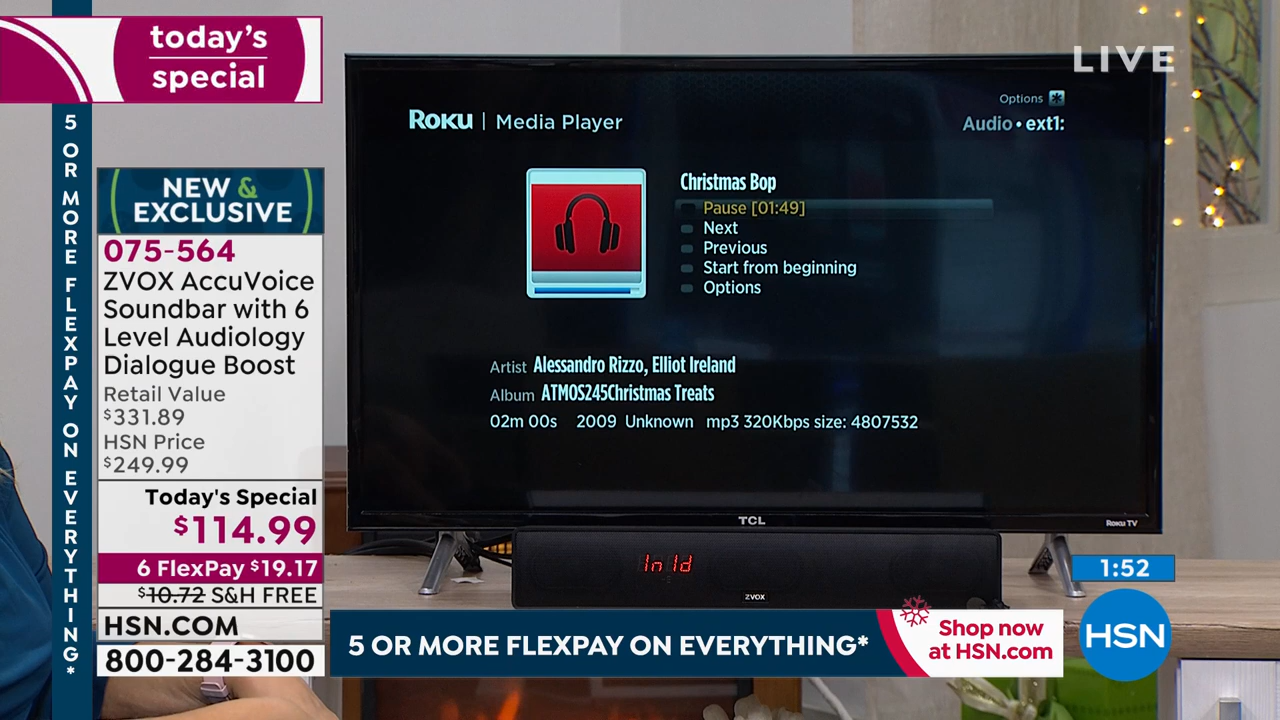 today's
special
5 OR MORE FLEXPAY ON EVERYTHING*
NEW &
EXCLUSIVE
075-564
ZVOX AccuVoice
Soundbar with 6
Level Audiology
Dialogue Boost
Retail Value
$331.89
HSN Price
$249.99
Today's Special
$114.99
6 FlexPay $19.17
$10.72 S&H FREE
HSN.COM
800-284-3100
LIVE
Options *
Roku | Media Player
Audio • ext1:
Christmas Bop
Pause [01:49]
Next
Previous
Start from beginning
Options
Artist Alessandro Rizzo, Elliot Ireland
Album ATMOS245Christmas Treats
02m 00s 2009 Unknown mp3 320Kbps size: 4807532
TCL
Roku TV
In 1d
ZVOX
1:52
5 OR MORE FLEXPAY ON EVERYTHING*
Shop now
at HSN.com
HSN